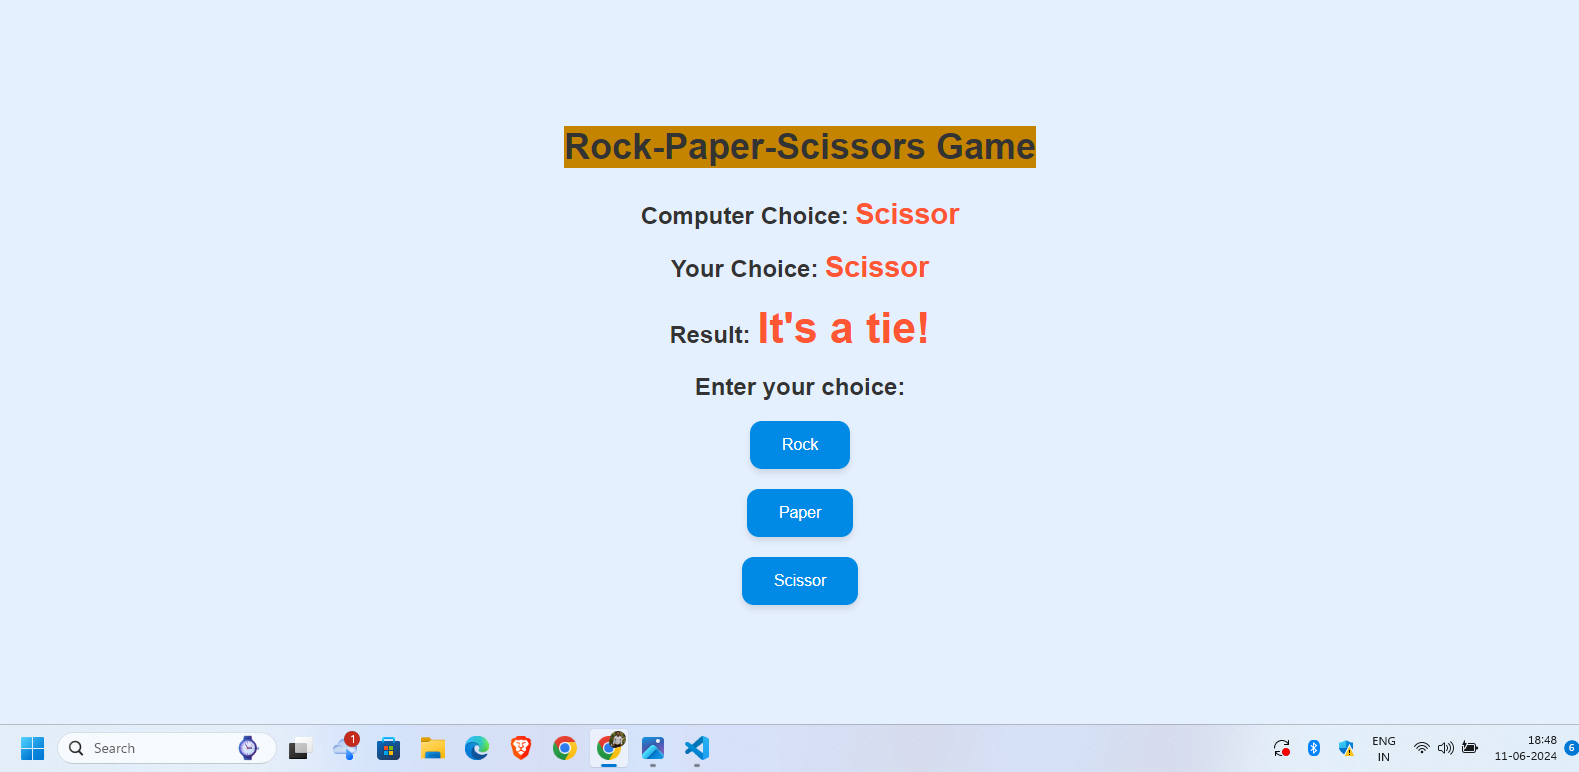 Rock-Paper-Scissors Game
Computer Choice: Scissor
Your Choice: Scissor
Result: It's a tie!
Enter your choice:
Rock
Paper
Scissor
Search
1
ENG
IN
18:48
11-06-2024
6